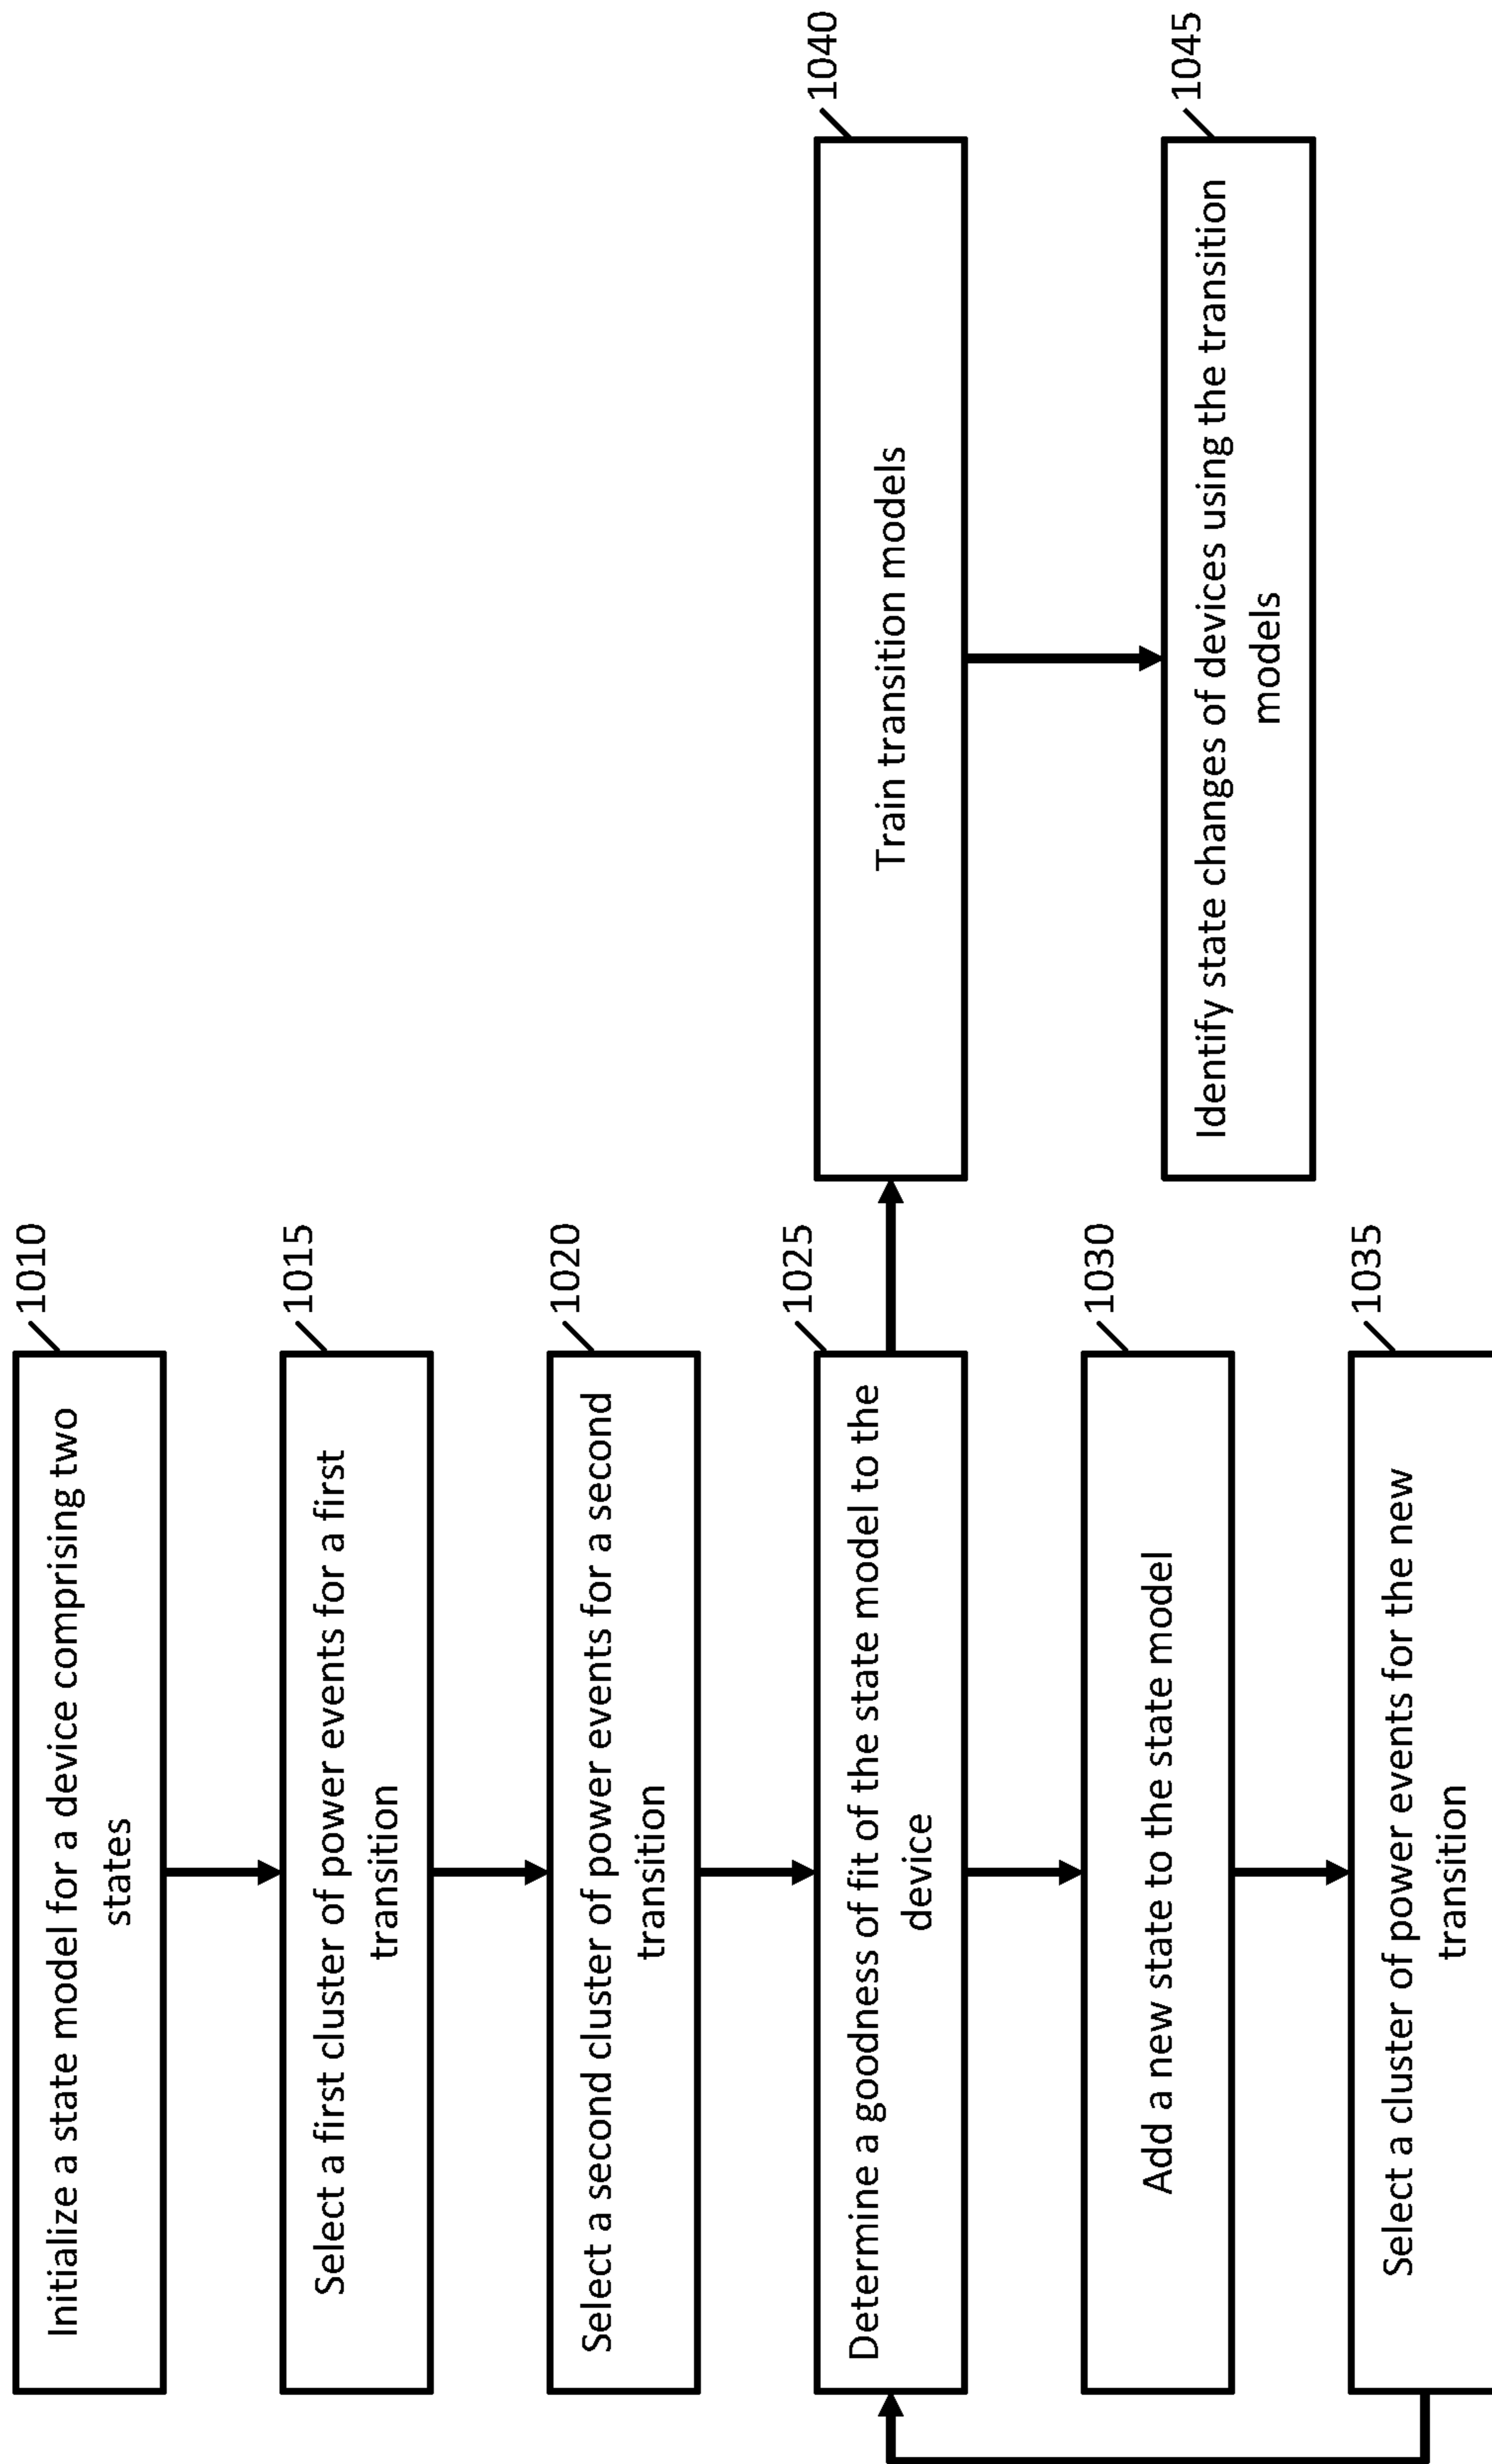 1010
Initialize a state model for a device comprising two
states
1015
Select a first cluster of power events for a first
transition
1020
Select a second cluster of power events for a second
transition
1025
Determine a goodness of fit of the state model to the
device
1030
Add a new state to the state model
1035
Select a cluster of power events for the new
transition
1040
Train transition models
1045
Identify state changes of devices using the transition
models